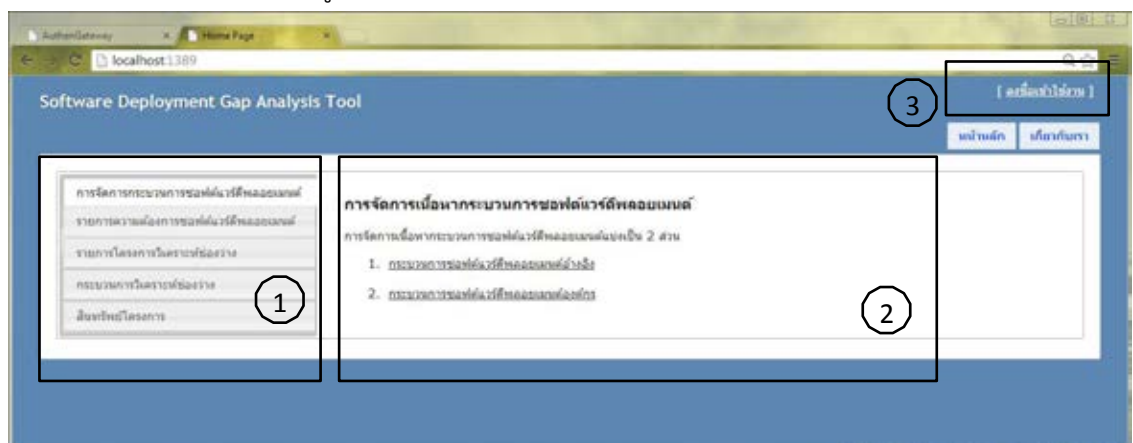 AuthenGateway
Home Page
localhost:1389
Software Deployment Gap Analysis Tool
[ ลงชื่อเข้าใช้งาน ]
3
หน้าหลัก เกี่ยวกับเรา
การจัดการกระบวนการซอฟต์แวร์ดีพลอยเมนต์
รายการความต้องการซอฟต์แวร์ดีพลอยเมนต์
รายการโครงการวิเคราะห์ช่องว่าง
กระบวนการวิเคราะห์ช่องว่าง
สินทรัพย์โครงการ
1
การจัดการเนื้อหากระบวนการซอฟต์แวร์ดีพลอยเมนต์
การจัดการเนื้อหากระบวนการซอฟต์แวร์ดีพลอยเมนต์แบ่งเป็น 2 ส่วน
1. กระบวนการซอฟต์แวร์ดีพลอยเมนต์อ้างอิง
2. กระบวนการซอฟต์แวร์ดีพลอยเมนต์องค์กร
2